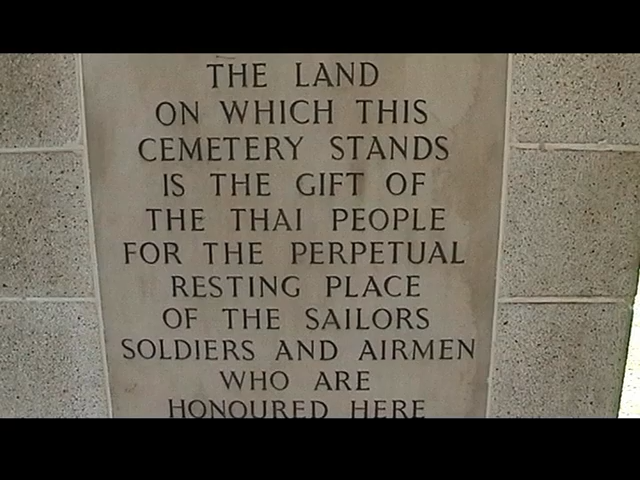 THE LAND
ON WHICH THIS
CEMETERY STANDS
IS THE GIFT OF
THE THAI PEOPLE
FOR THE PERPETUAL
RESTING PLACE
OF THE SAILORS
SOLDIERS AND AIRMEN
WHO ARE
HONOURED HERE